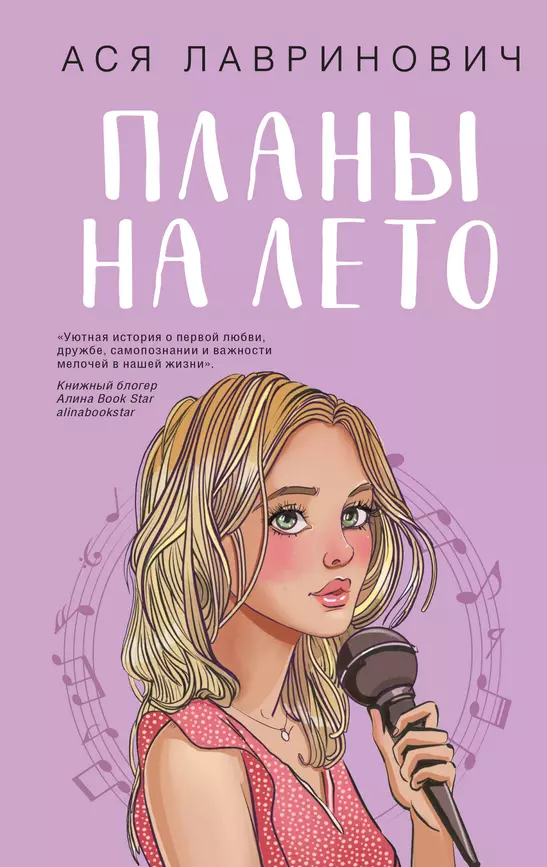 АСЯ ЛАВРИНОВИЧ
ПЛАНЫ
НА ЛЕТО
«Уютная история о первой любви,
дружбе, самопознании и важности
мелочей в нашей жизни».
Книжный блогер
Алина Book Star
alinabookstar